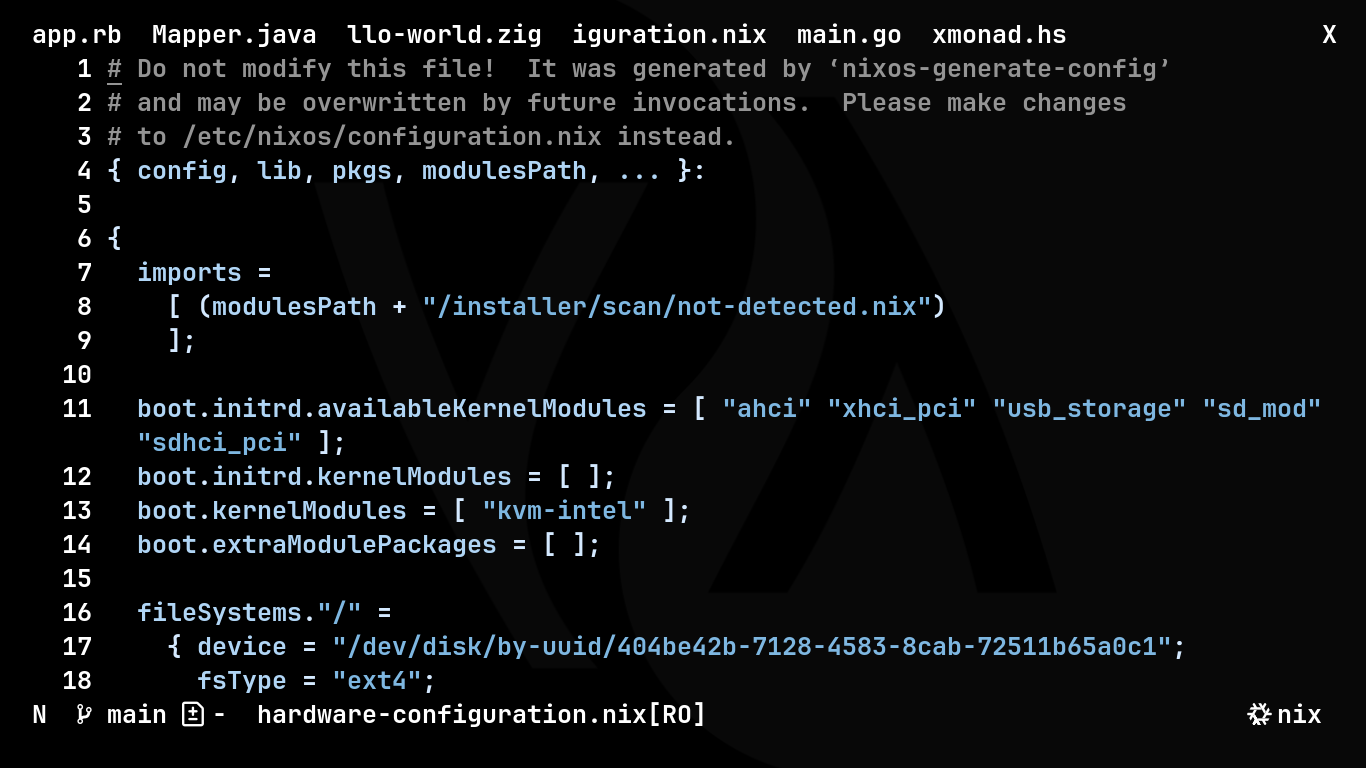 app.rb  Mapper.java  llo-world.zig  iguration.nix  main.go  xmonad.hs  X
1 # Do not modify this file!  It was generated by ‘nixos-generate-config’
2 # and may be overwritten by future invocations.  Please make changes
3 # to /etc/nixos/configuration.nix instead.
4 { config, lib, pkgs, modulesPath, ... }:
5
6 {
7   imports =
8     [ (modulesPath + "/installer/scan/not-detected.nix")
9     ];
10
11   boot.initrd.availableKernelModules = [ "ahci" "xhci_pci" "usb_storage" "sd_mod"
"sdhci_pci" ];
12   boot.initrd.kernelModules = [ ];
13   boot.kernelModules = [ "kvm-intel" ];
14   boot.extraModulePackages = [ ];
15
16   fileSystems."/" =
17     { device = "/dev/disk/by-uuid/404be42b-7128-4583-8cab-72511b65a0c1";
18       fsType = "ext4";
N  main -  hardware-configuration.nix[RO]  nix